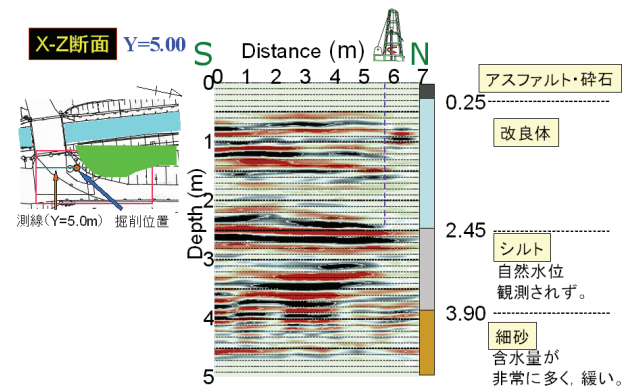 X-Z断面 Y=5.00
S Distance (m) N
0 1 2 3 4 5 6 7
0
1
2
3
4
5
Depth (m)
アスファルト・砕石
0.25
改良体
2.45
シルト
自然水位
観測されず。
3.90
細砂
含水量が
非常に多く, 緩い。
測線(Y=5.0m) 掘削位置